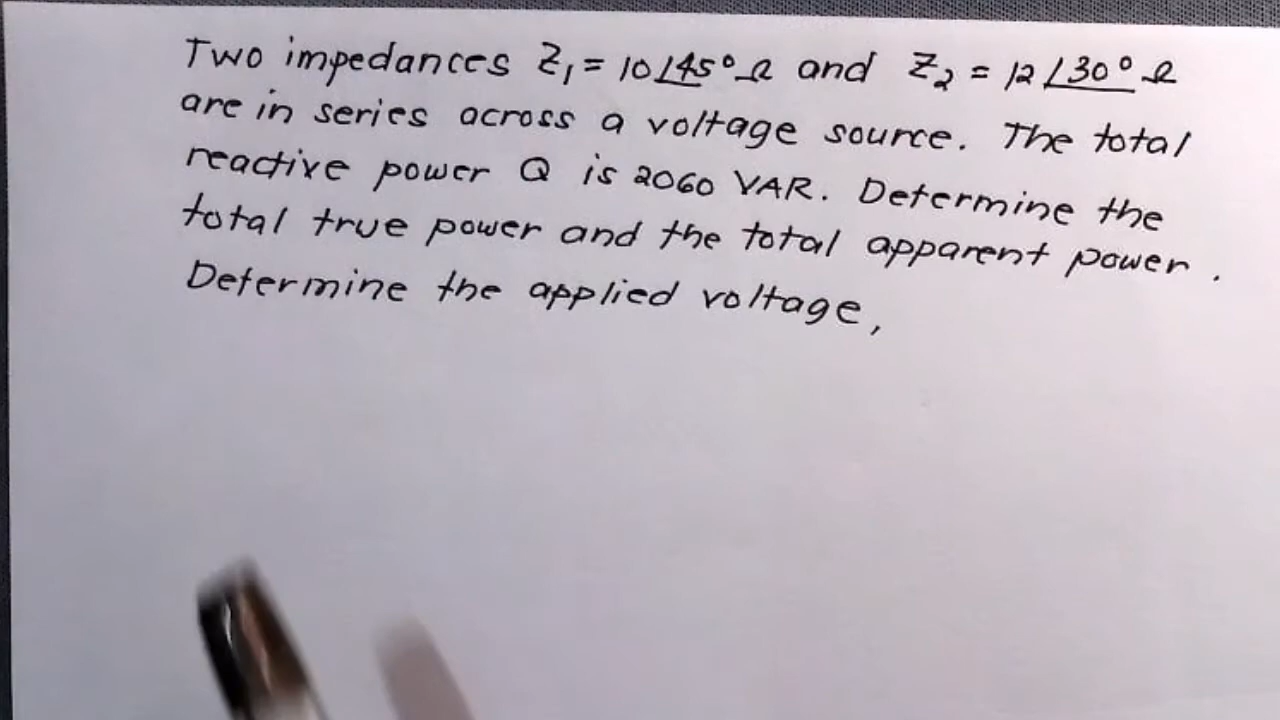 Two impedances Z₁ = 10∠45° Ω and Z₂ = 12∠30° Ω
are in series across a voltage source. The total
reactive power Q is 2060 VAR. Determine the
total true power and the total apparent power.
Determine the applied voltage,